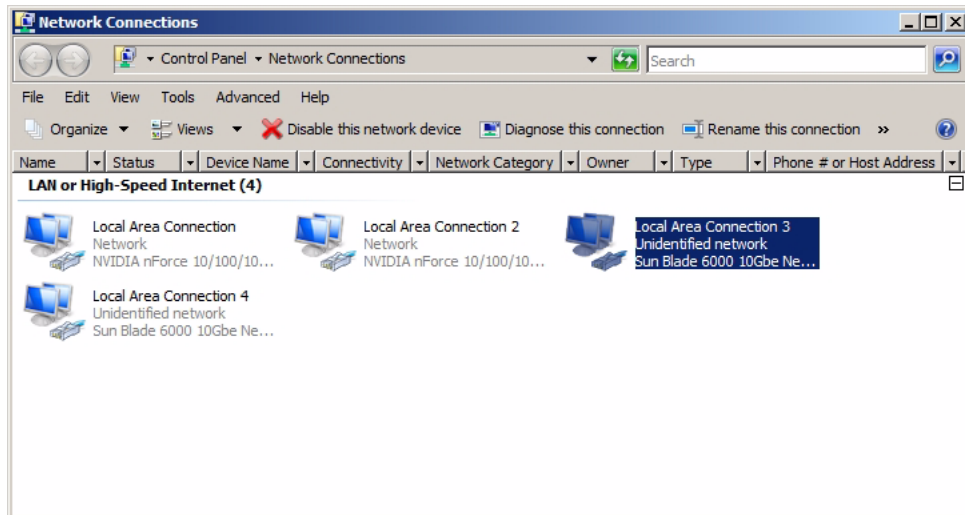 Network Connections
Control Panel Network Connections Search
File Edit View Tools Advanced Help
Organize Views Disable this network device Diagnose this connection Rename this connection »
Name Status Device Name Connectivity Network Category Owner Type Phone # or Host Address
LAN or High-Speed Internet (4)
Local Area Connection
Network
NVIDIA nForce 10/100/10...
Local Area Connection 2
Network
NVIDIA nForce 10/100/10...
Local Area Connection 3
Unidentified network
Sun Blade 6000 10Gbe Ne...
Local Area Connection 4
Unidentified network
Sun Blade 6000 10Gbe Ne...